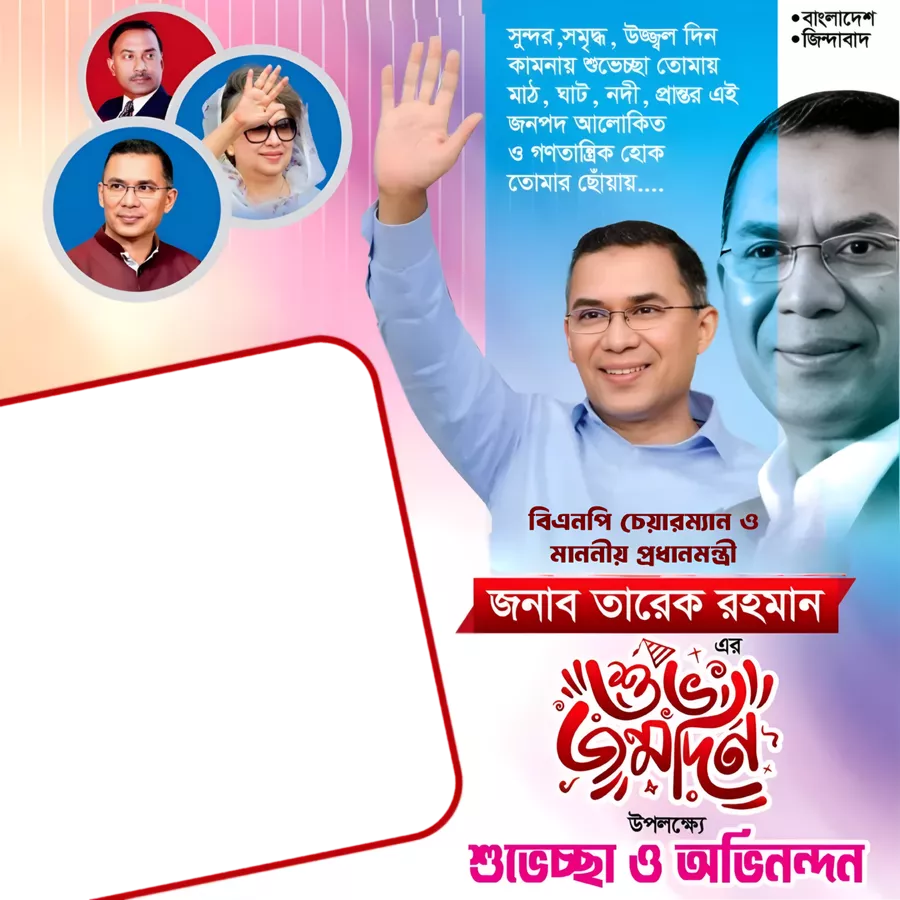 •বাংলাদেশ
•জিন্দাবাদ
সুন্দর ,সমৃদ্ধ , উজ্জ্বল দিন
কামনায় শুভেচ্ছা তোমায়
মাঠ , ঘাট , নদী , প্রান্তর এই
জনপদ আলোকিত
ও গণতান্ত্রিক হোক
তোমার ছোঁয়ায়....
বিএনপি চেয়ারম্যান ও
মাননীয় প্রধানমন্ত্রী
জনাব তারেক রহমান
এর
শুভ
জন্মদিন
উপলক্ষ্যে
শুভেচ্ছা ও অভিনন্দন